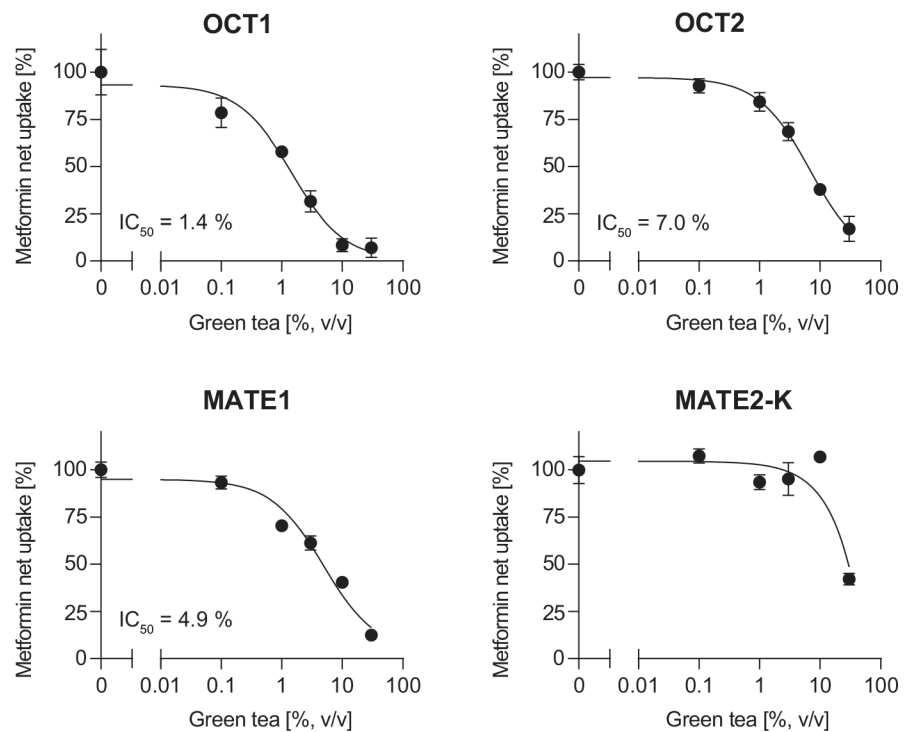 OCT1
Metformin net uptake [%]
100
75
50
25
0
IC50 = 1.4 %
0 0.01 0.1 1 10 100
Green tea [%, v/v]
OCT2
Metformin net uptake [%]
100
75
50
25
0
IC50 = 7.0 %
0 0.01 0.1 1 10 100
Green tea [%, v/v]
MATE1
Metformin net uptake [%]
100
75
50
25
0
IC50 = 4.9 %
0 0.01 0.1 1 10 100
Green tea [%, v/v]
MATE2-K
Metformin net uptake [%]
100
75
50
25
0
0 0.01 0.1 1 10 100
Green tea [%, v/v]